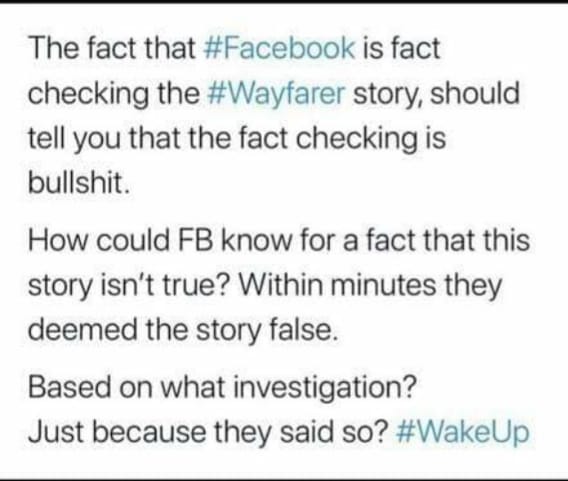 The fact that #Facebook is fact
checking the #Wayfarer story, should
tell you that the fact checking is
bullshit.
How could FB know for a fact that this
story isn't true? Within minutes they
deemed the story false.
Based on what investigation?
Just because they said so? #WakeUp